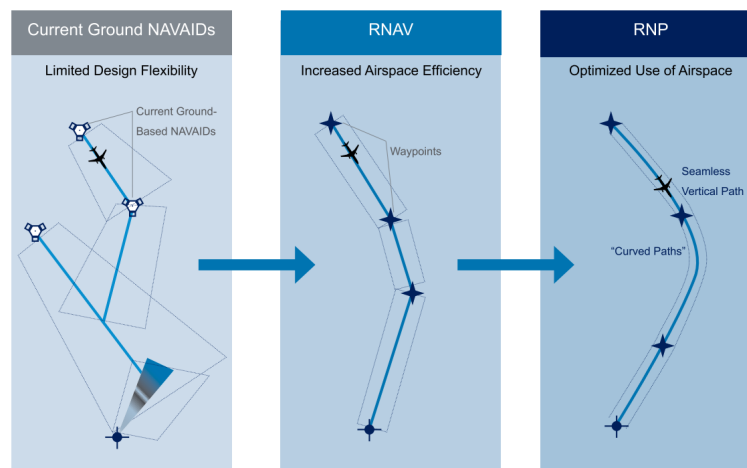 Current Ground NAVAIDs
Limited Design Flexibility
Current Ground-
Based NAVAIDs
RNAV
Increased Airspace Efficiency
Waypoints
RNP
Optimized Use of Airspace
Seamless
Vertical Path
“Curved Paths”